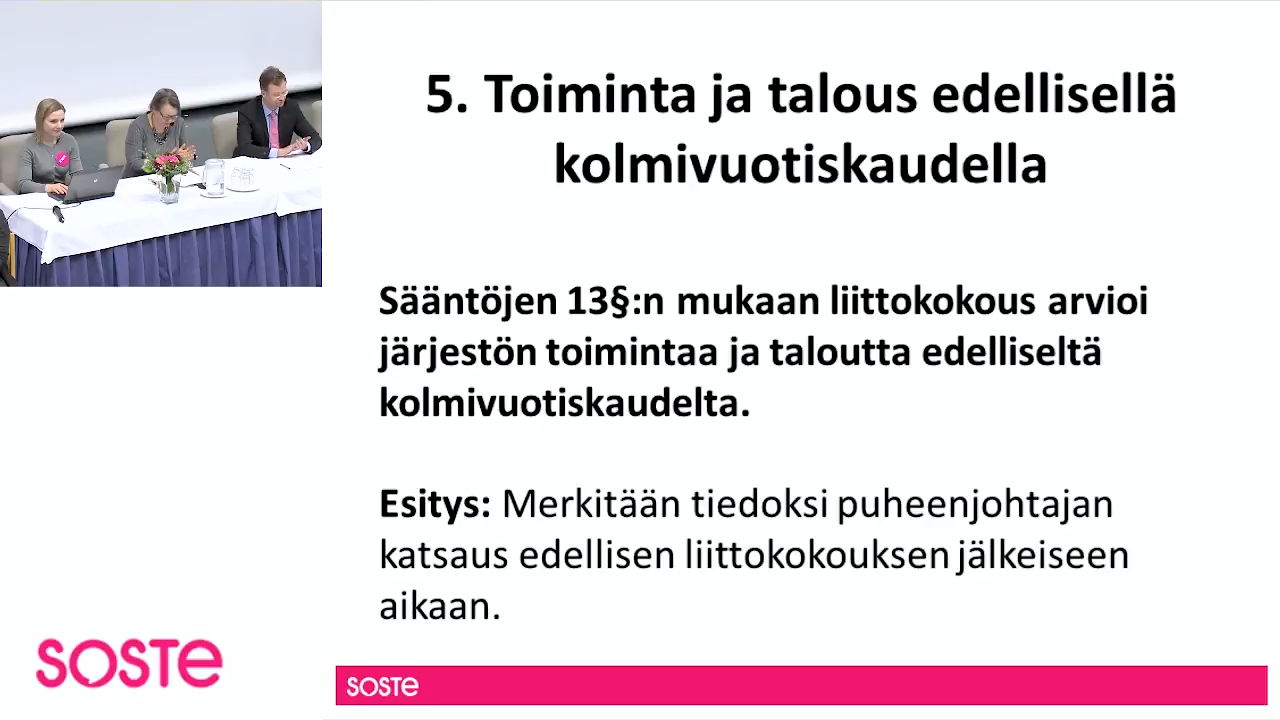 5. Toiminta ja talous edellisellä
kolmivuotiskaudella
Sääntöjen 13§:n mukaan liittokokous arvioi
järjestön toimintaa ja taloutta edelliseltä
kolmivuotiskaudelta.
Esitys: Merkitään tiedoksi puheenjohtajan
katsaus edellisen liittokokouksen jälkeiseen
aikaan.
SOSTe
SOSTe